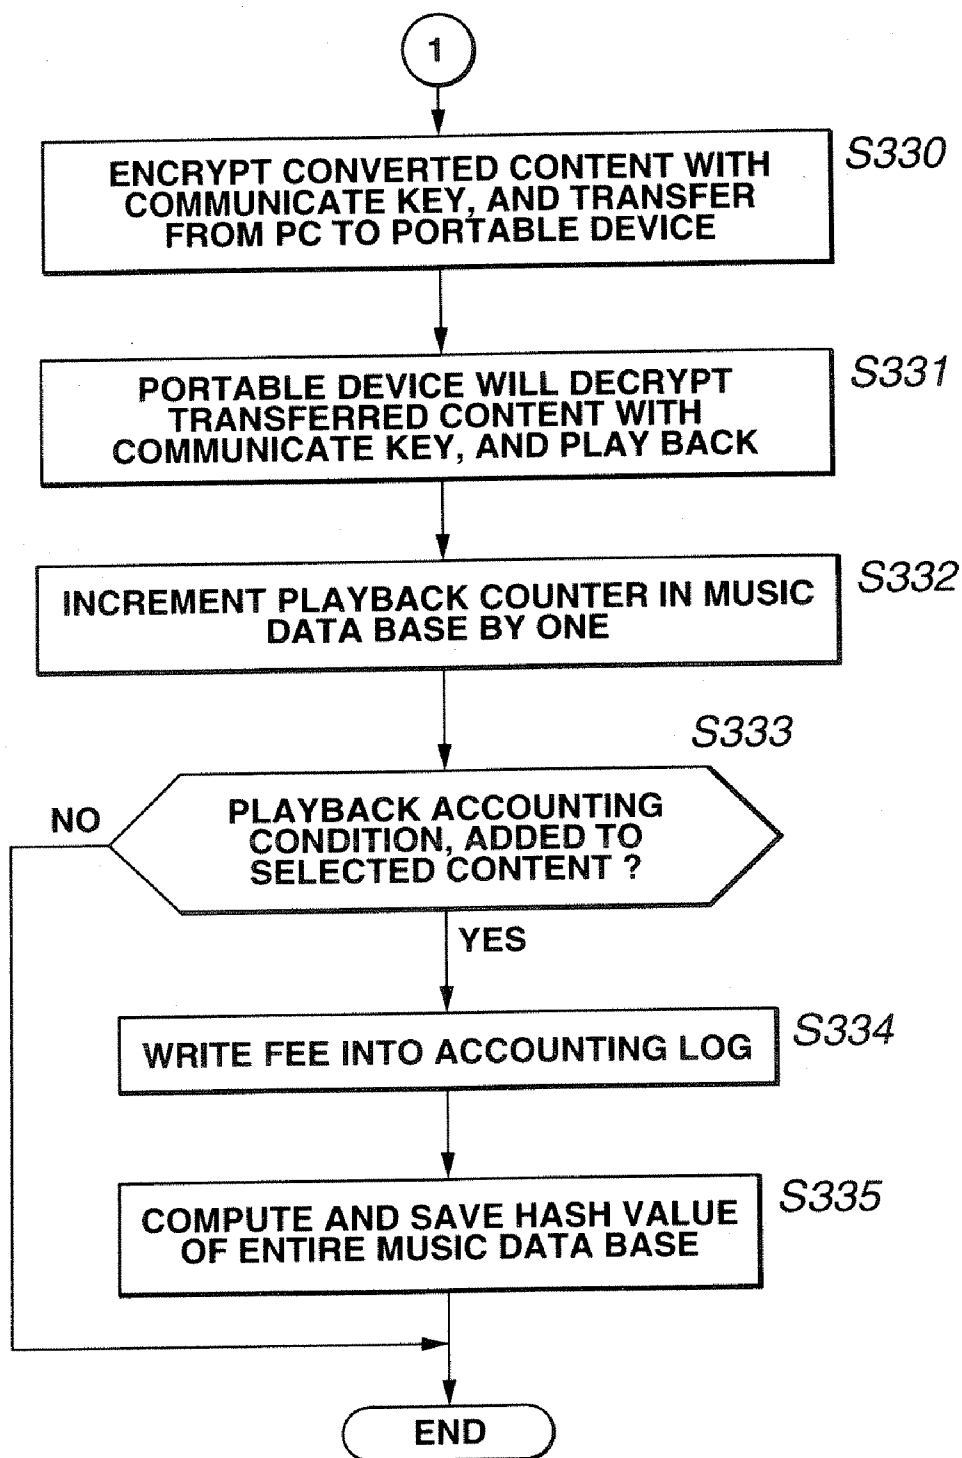 1
ENCRYPT CONVERTED CONTENT WITH
COMMUNICATE KEY, AND TRANSFER
FROM PC TO PORTABLE DEVICE
S330
PORTABLE DEVICE WILL DECRYPT
TRANSFERRED CONTENT WITH
COMMUNICATE KEY, AND PLAY BACK
S331
INCREMENT PLAYBACK COUNTER IN MUSIC
DATA BASE BY ONE
S332
S333
PLAYBACK ACCOUNTING
CONDITION, ADDED TO
SELECTED CONTENT ?
NO
YES
WRITE FEE INTO ACCOUNTING LOG
S334
COMPUTE AND SAVE HASH VALUE
OF ENTIRE MUSIC DATA BASE
S335
END